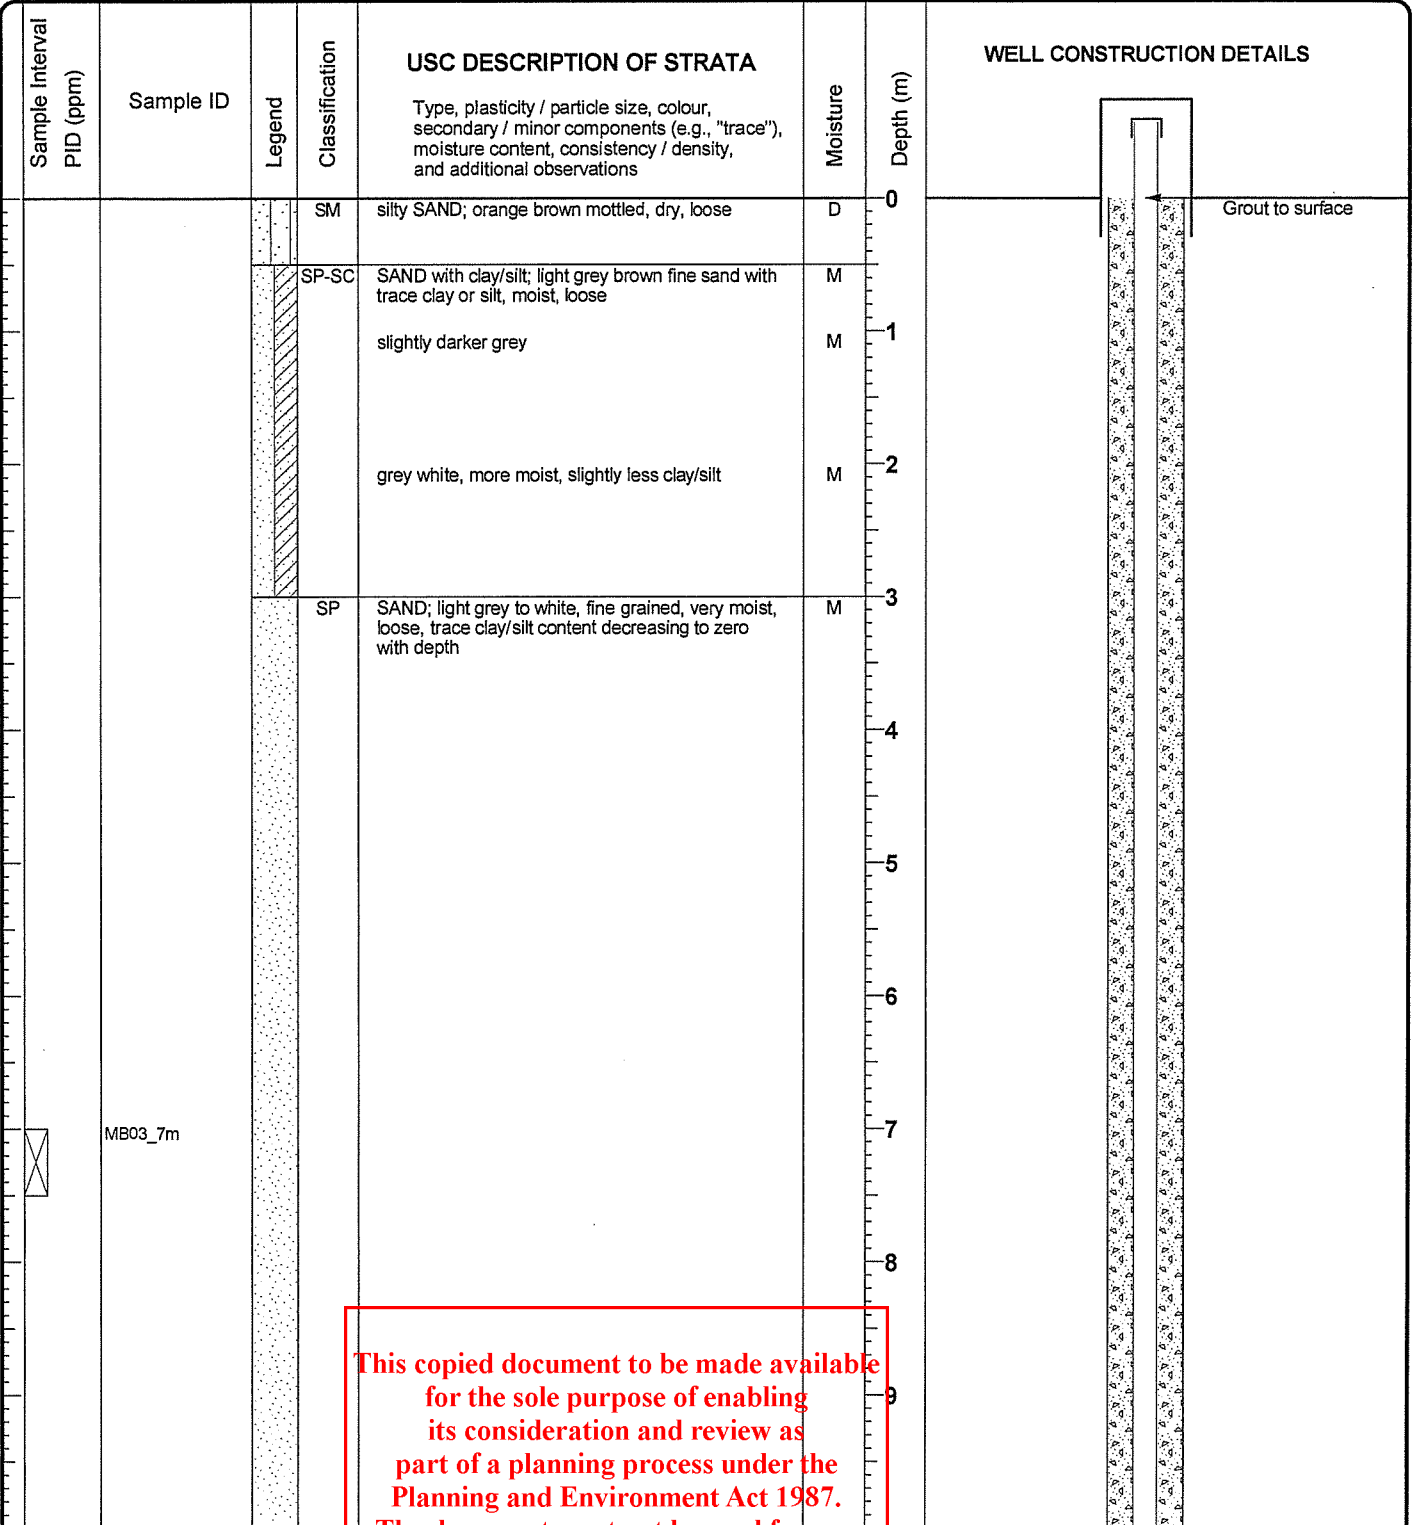 Sample Interval
PID (ppm)
Sample ID
Legend
Classification
USC DESCRIPTION OF STRATA
Type, plasticity / particle size, colour,
secondary / minor components (e.g., "trace"),
moisture content, consistency / density,
and additional observations
Moisture
Depth (m)
WELL CONSTRUCTION DETAILS
SM silty SAND; orange brown mottled, dry, loose D 0 Grout to surface
SP-SC SAND with clay/silt; light grey brown fine sand with M
trace clay or silt, moist, loose
1
slightly darker grey M
2
grey white, more moist, slightly less clay/silt M
3
SP SAND; light grey to white, fine grained, very moist, M
loose, trace clay/silt content decreasing to zero
with depth
4
5
6
MB03_7m 7
8
This copied document to be made available
for the sole purpose of enabling
9
its consideration and review as
part of a planning process under the
Planning and Environment Act 1987.